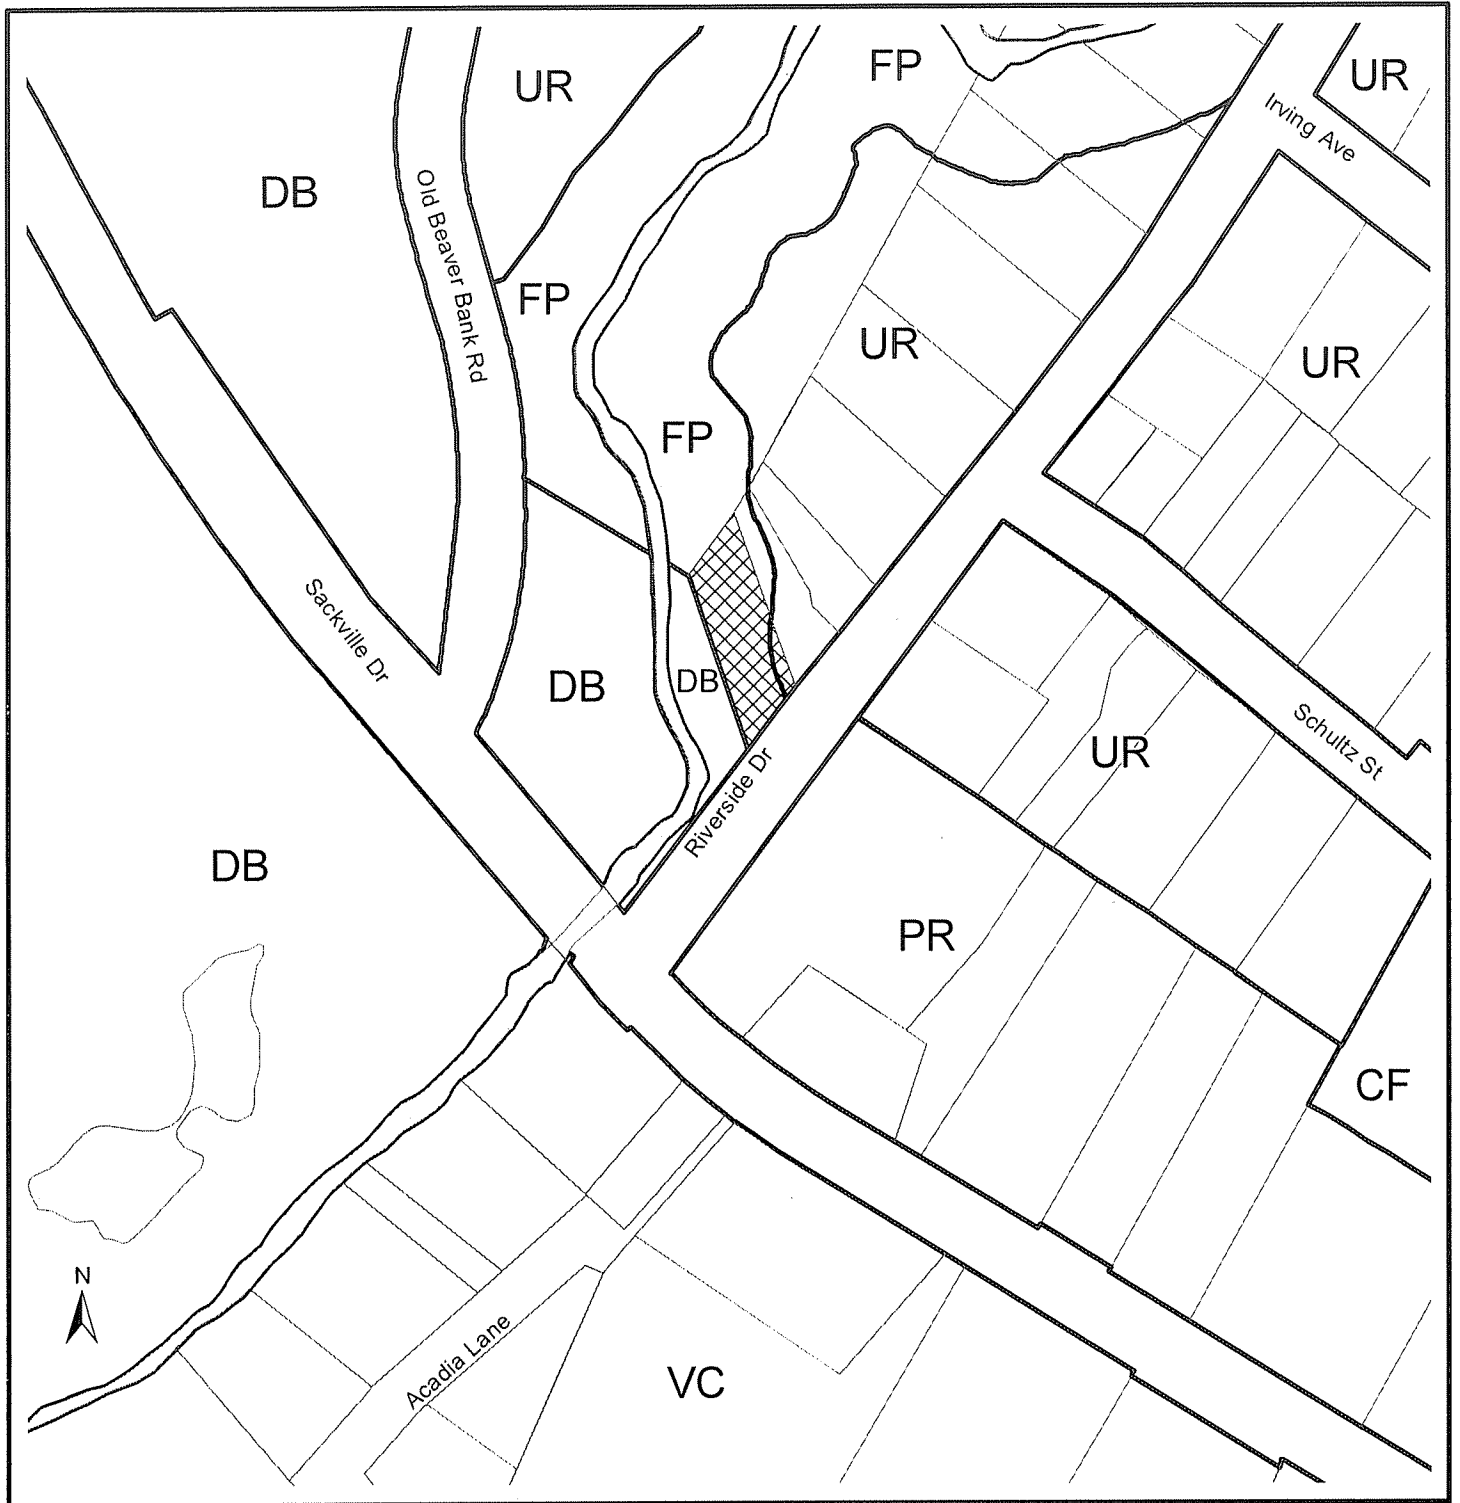 FP
UR
UR
Irving Ave
DB
Old Beaver Bank Rd
FP
UR
UR
FP
Sackville Dr
DB
DB
UR
Schultz St
Riverside Dr
DB
PR
CF
N
Acadia Lane
VC